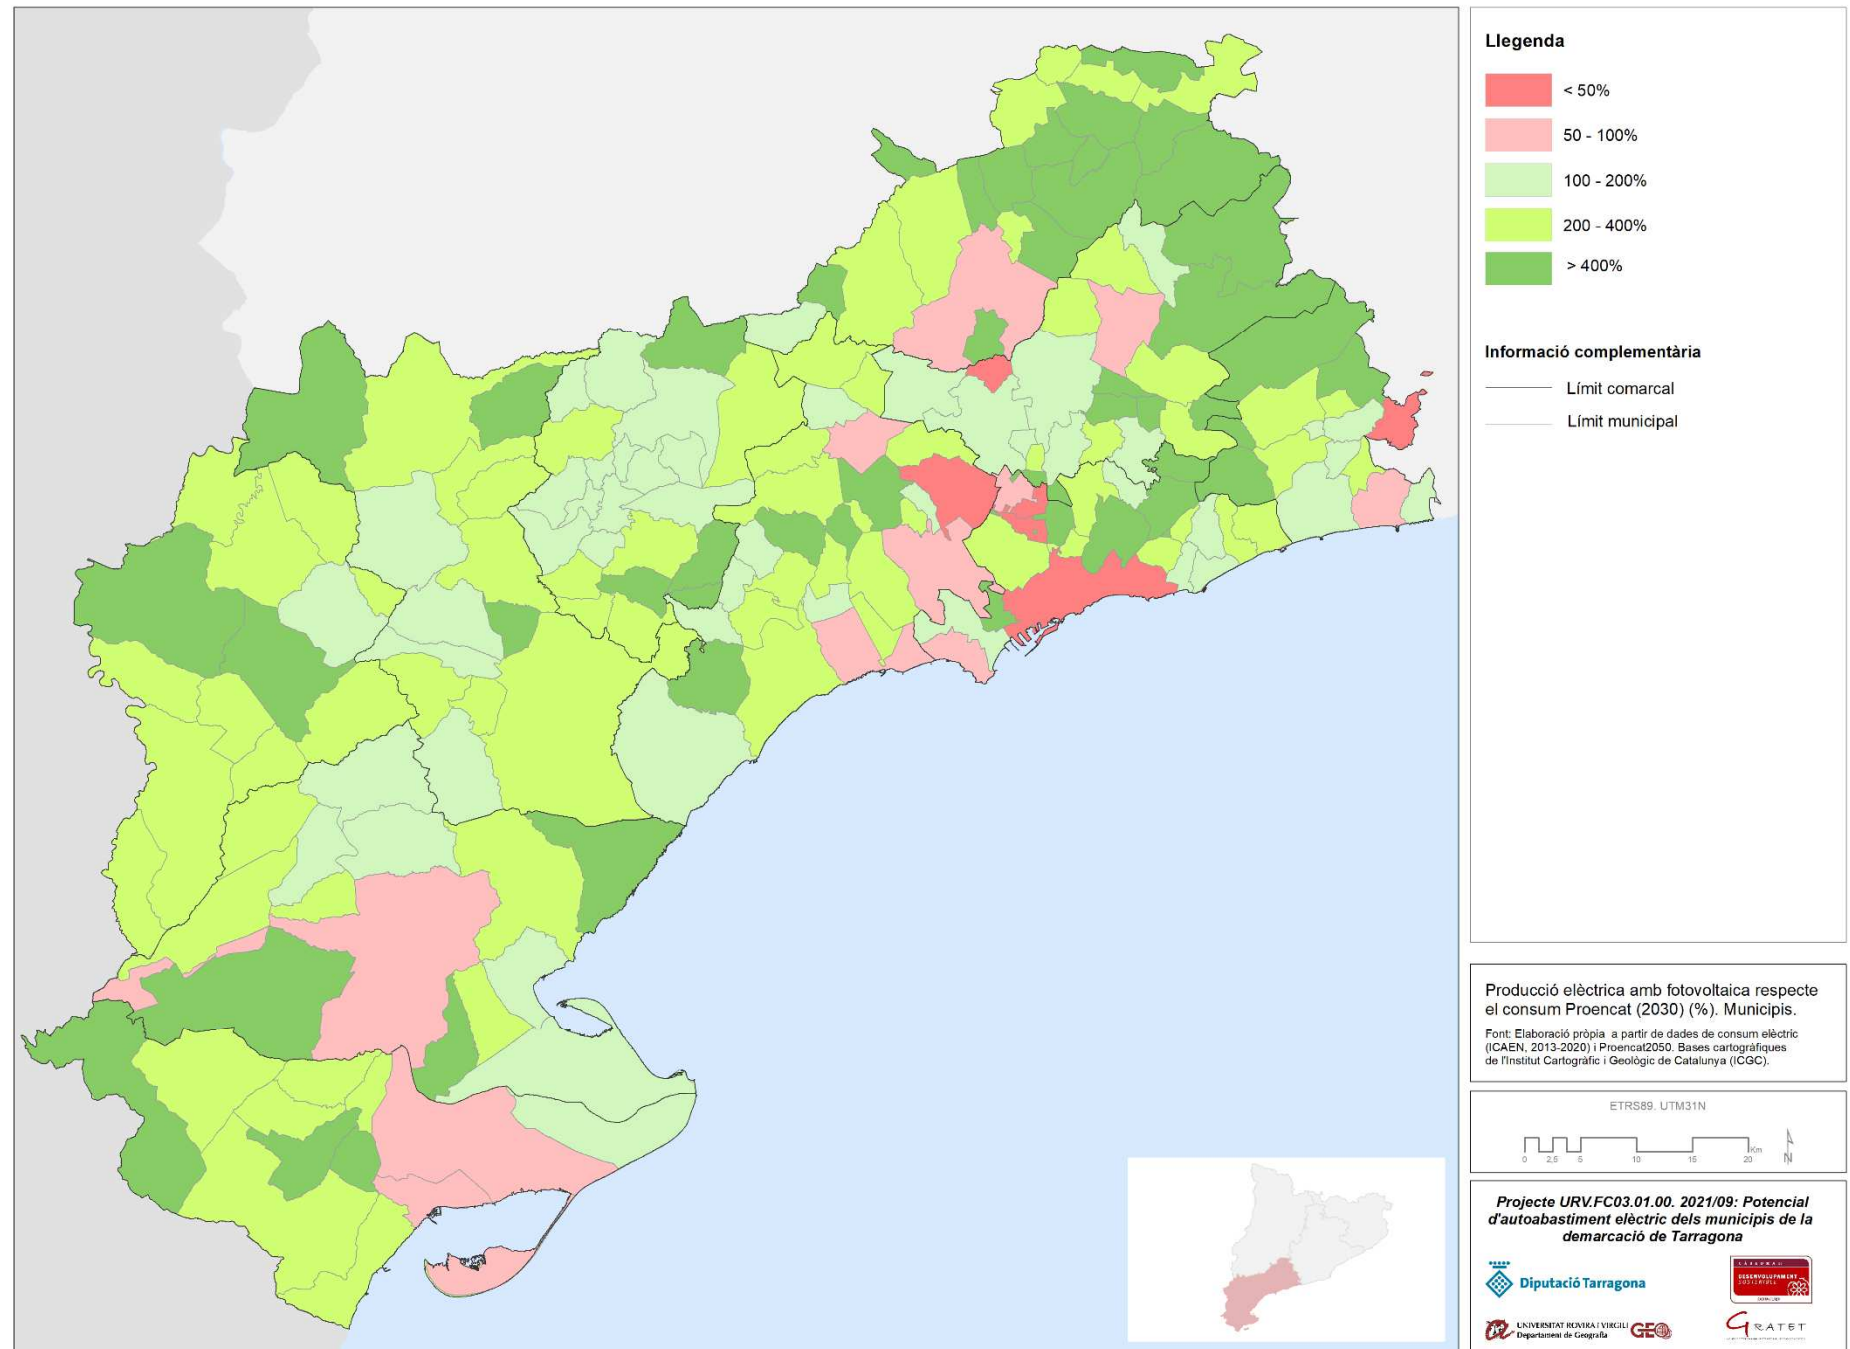 Llegenda
< 50%
50 - 100%
100 - 200%
200 - 400%
> 400%
Informació complementària
Límit comarcal
Límit municipal
Producció elèctrica amb fotovoltaica respecte
el consum Proencat (2030) (%). Municipis.
Font: Elaboració pròpia a partir de dades de consum elèctric
(ICAEN, 2013-2020) i Proencat2050. Bases cartogràfiques
de l'Institut Cartogràfic i Geològic de Catalunya (ICGC).
ETRS89. UTM31N
Km
0 2,5 5 10 15 20
N
Projecte URV.FC03.01.00. 2021/09: Potencial
d'autoabastiment elèctric dels municipis de la
demarcació de Tarragona
Diputació Tarragona
DESENVOLUPAMENT
UNIVERSITAT ROVIRA I VIRGILI
Departament de Geografia
GEO
GRATET